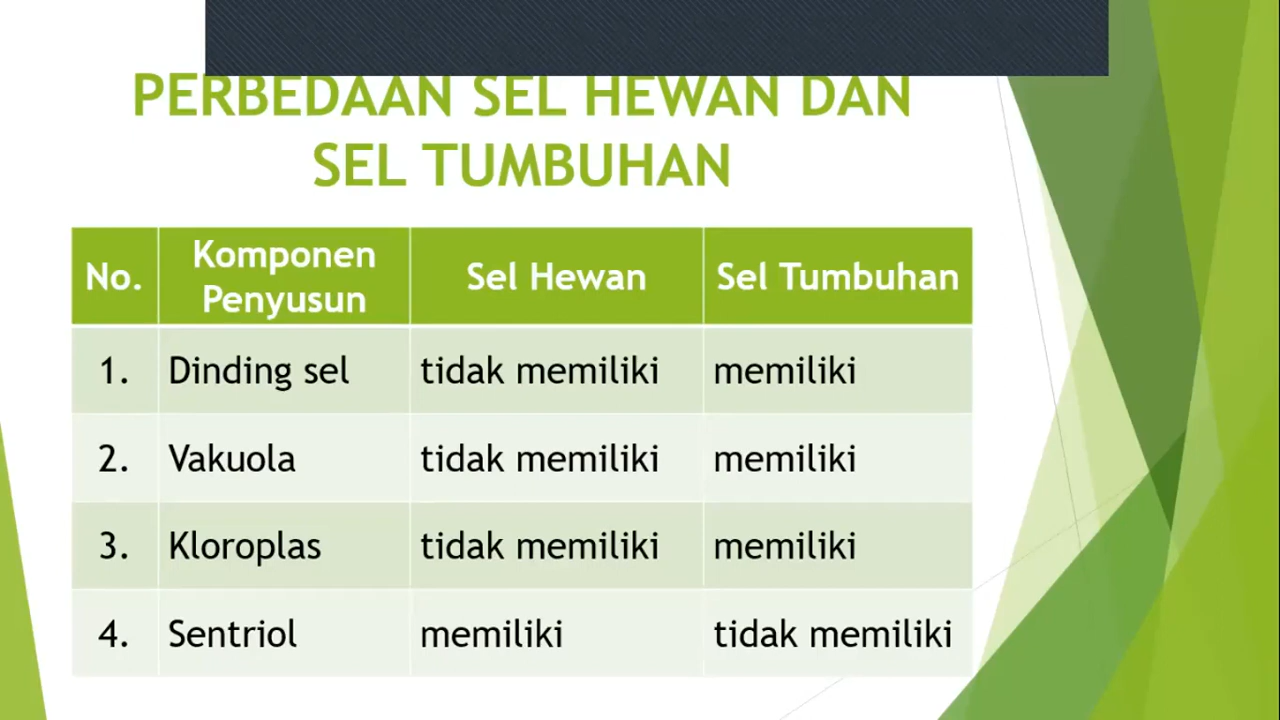 PERBEDAAN SEL HEWAN DAN
SEL TUMBUHAN
No. Komponen Penyusun Sel Hewan Sel Tumbuhan
1. Dinding sel tidak memiliki memiliki
2. Vakuola tidak memiliki memiliki
3. Kloroplas tidak memiliki memiliki
4. Sentriol memiliki tidak memiliki